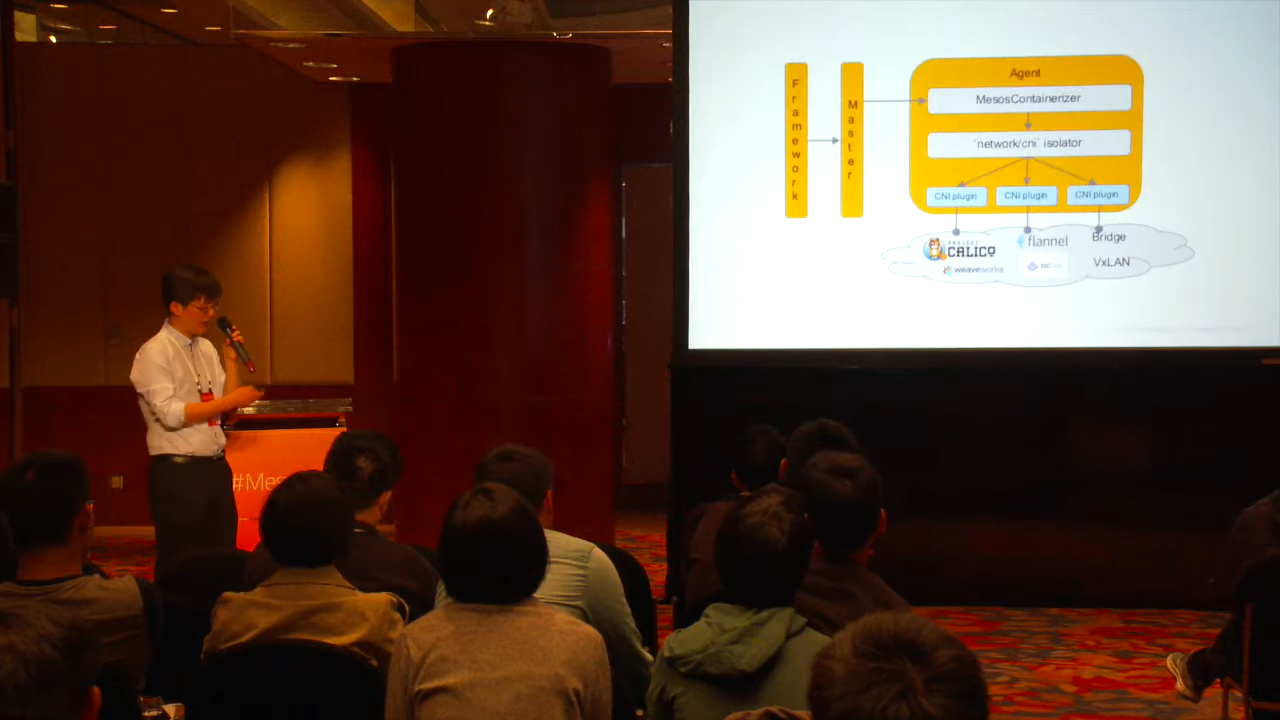 Framework
Master
Agent
MesosContainerizer
`network/cni` isolator
CNI plugin
CNI plugin
CNI plugin
PROJECT
CALICO
flannel
Bridge
weaveworks
VxLAN
#Mes